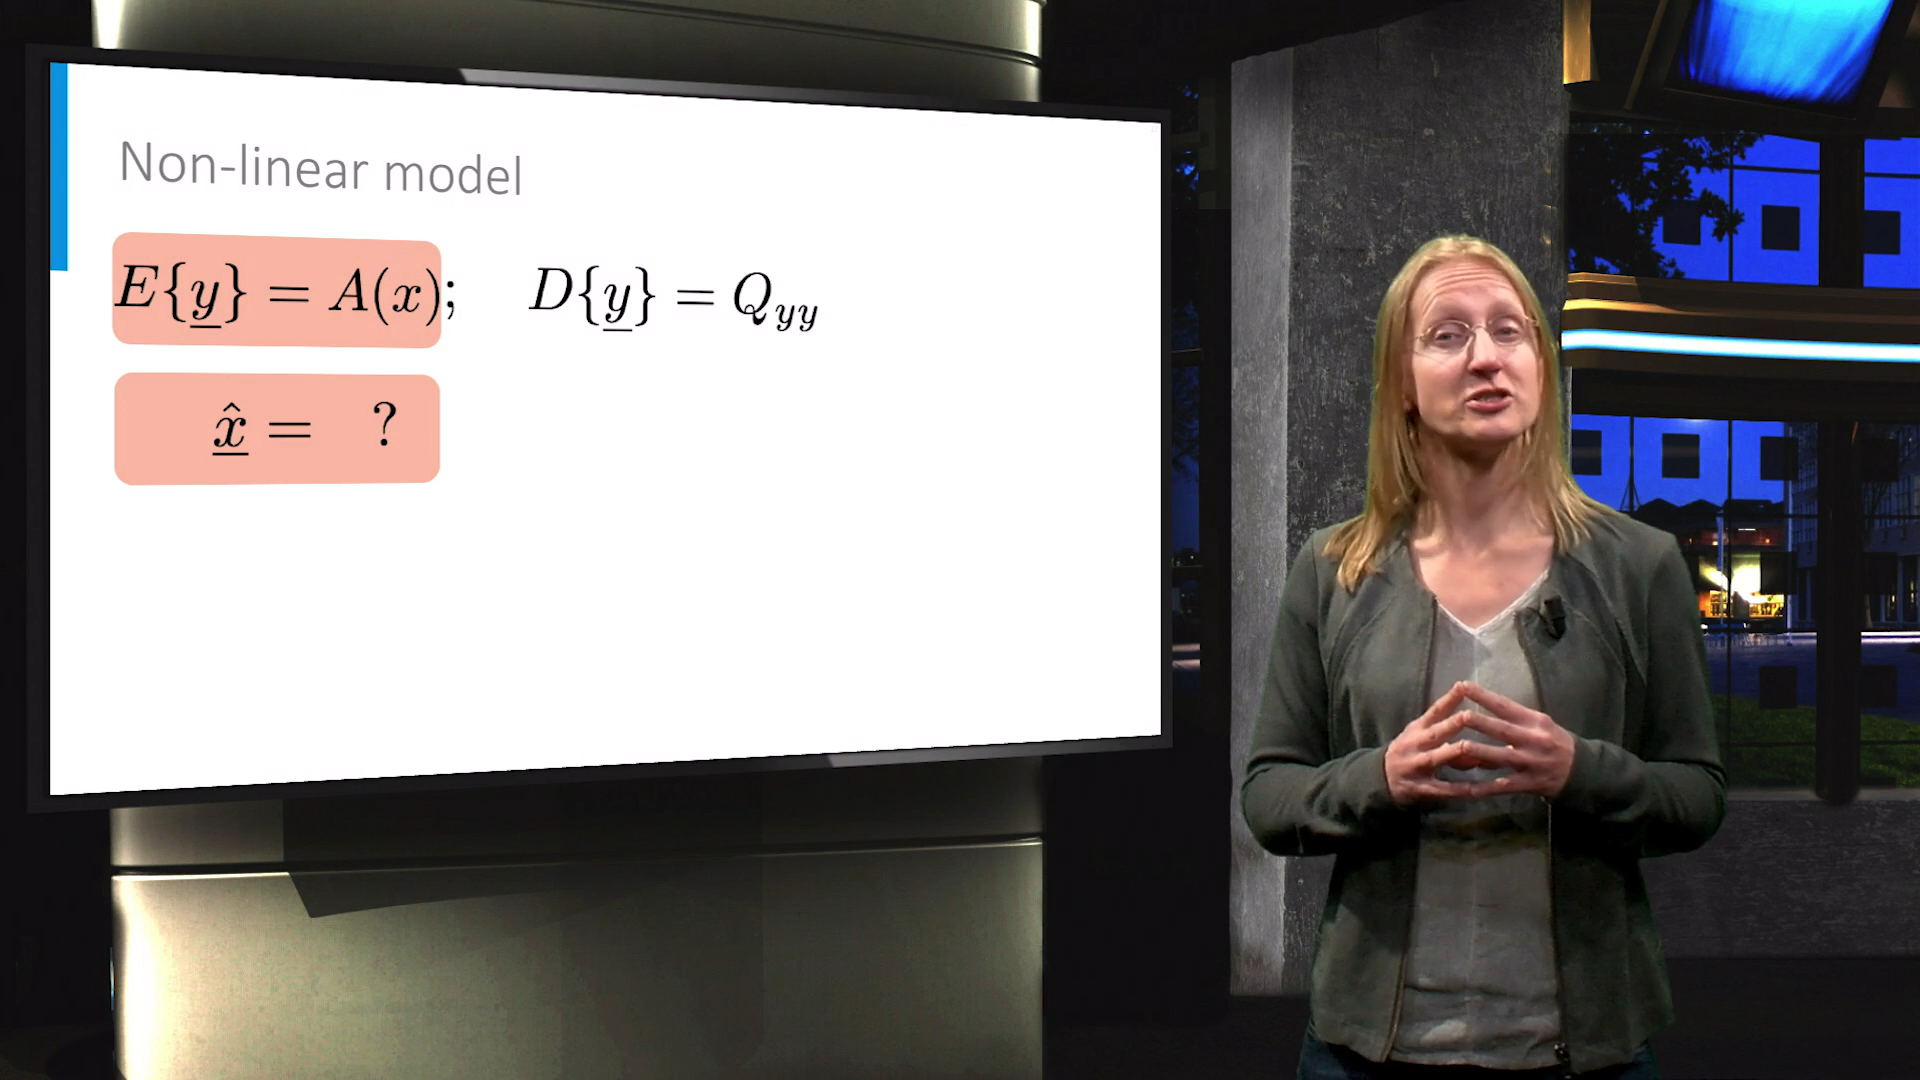 Non-linear model
E{y} = A(x); D{y} = Q_yy
x̂ = ?